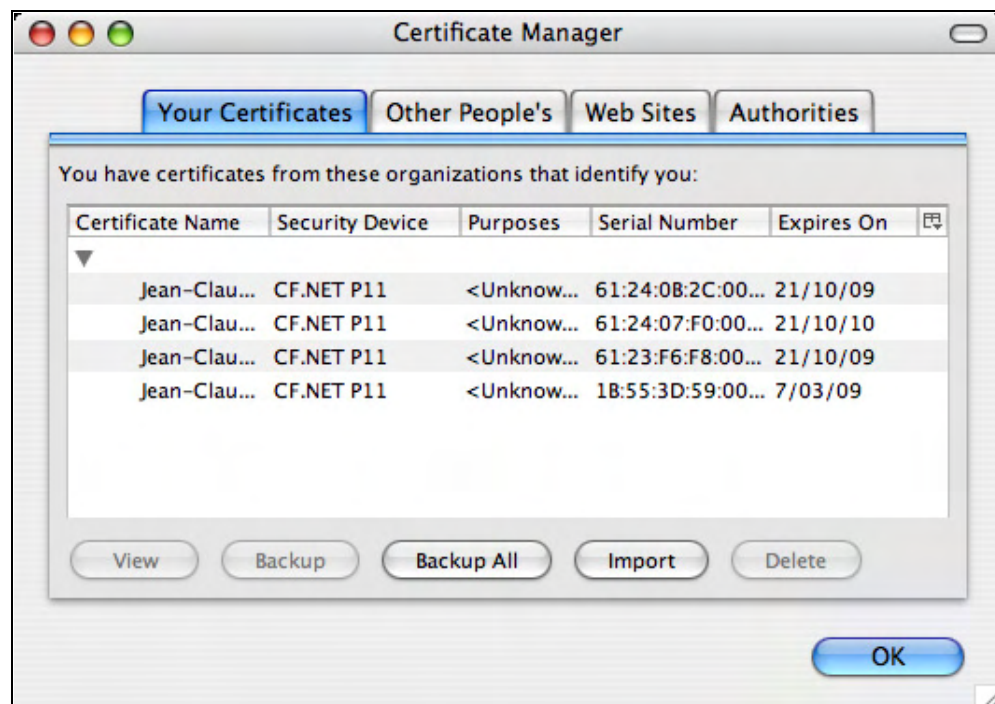 Certificate Manager
Your Certificates Other People's Web Sites Authorities
You have certificates from these organizations that identify you:
Certificate Name Security Device Purposes Serial Number Expires On
Jean-Clau... CF.NET P11 <Unknow... 61:24:0B:2C:00... 21/10/09
Jean-Clau... CF.NET P11 <Unknow... 61:24:07:F0:00... 21/10/10
Jean-Clau... CF.NET P11 <Unknow... 61:23:F6:F8:00... 21/10/09
Jean-Clau... CF.NET P11 <Unknow... 1B:55:3D:59:00... 7/03/09
View Backup Backup All Import Delete
OK